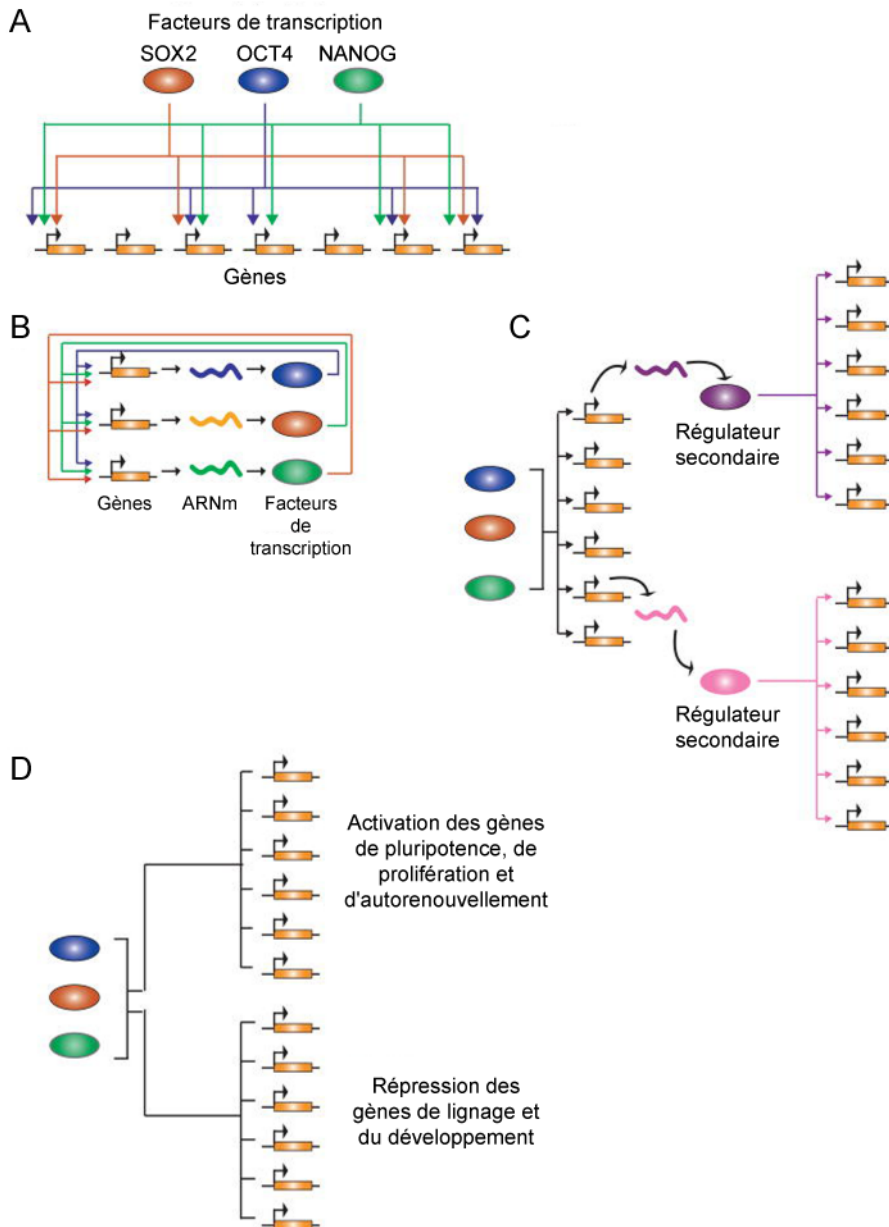 A
Facteurs de transcription
SOX2 OCT4 NANOG
Gènes
B
Gènes ARNm Facteurs
de
transcription
C
Régulateur
secondaire
Régulateur
secondaire
D
Activation des gènes
de pluripotence, de
prolifération et
d'autorenouvellement
Répression des
gènes de lignage et
du développement